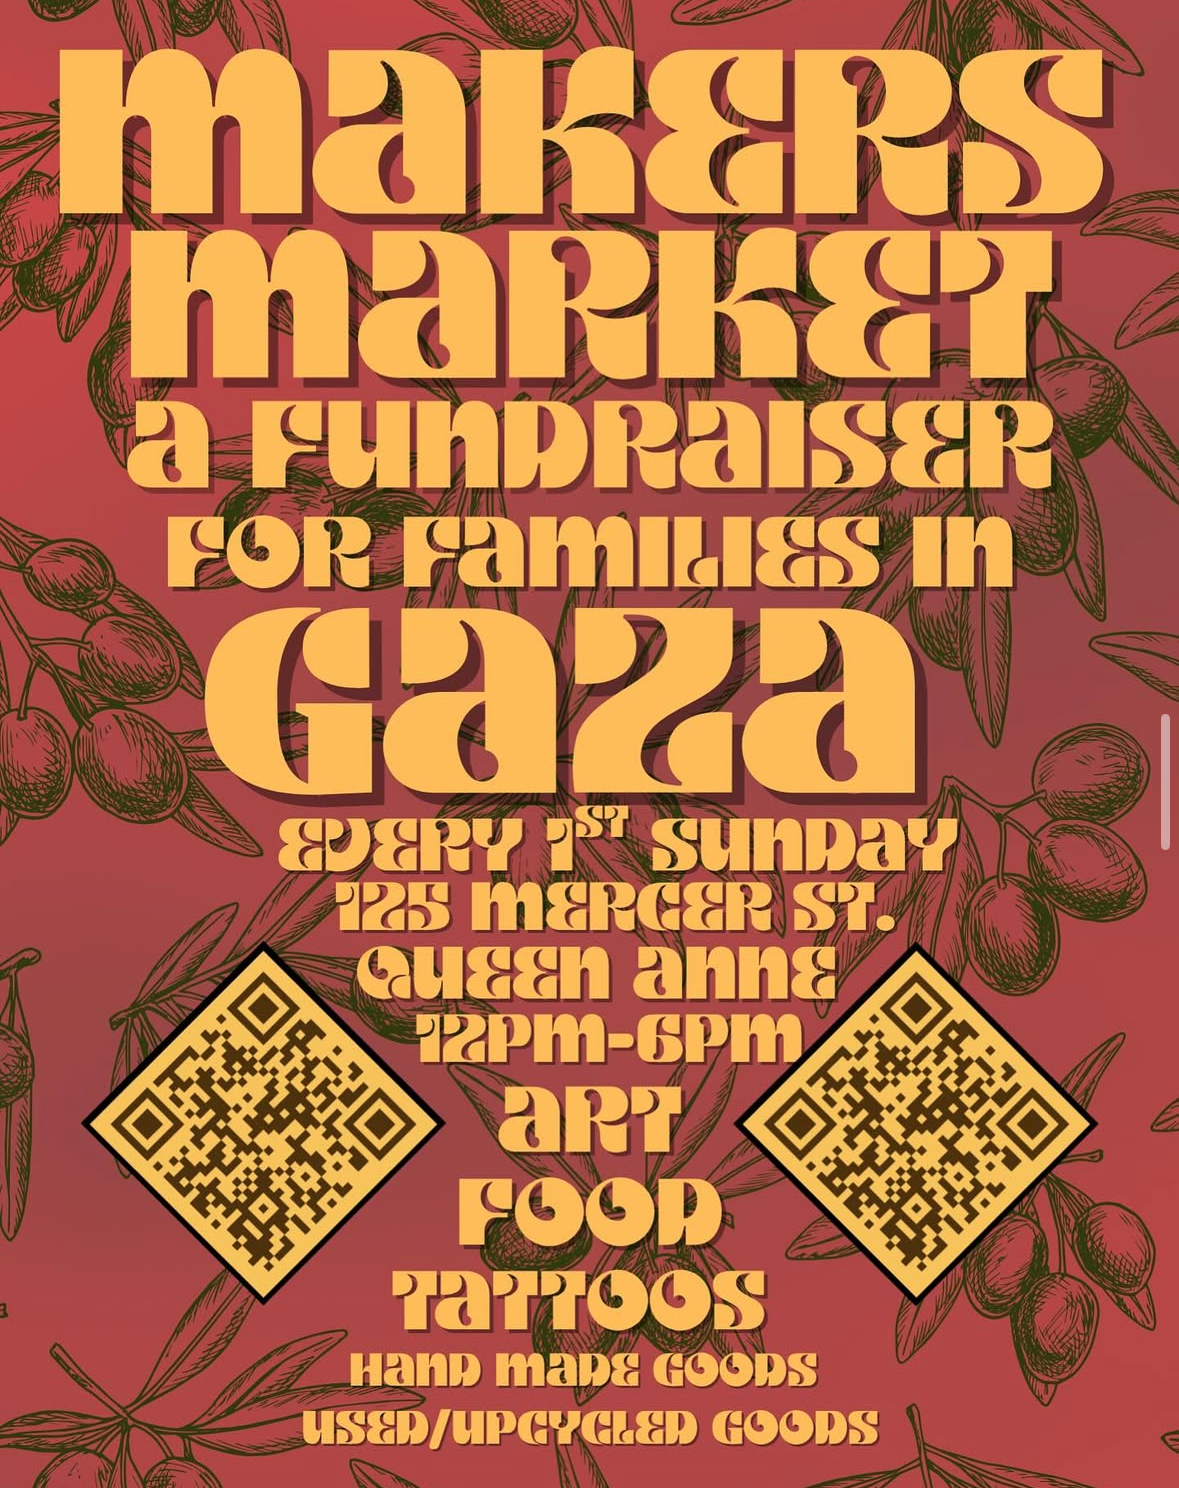 MAKERS
MARKET
A FUNDRAISER
FOR FAMILIES IN
GAZA
EVERY 1ST SUNDAY
125 MERCER ST.
QUEEN ANNE
12PM-6PM
ART
FOOD
TATTOOS
HAND MADE GOODS
USED/UPCYCLED GOODS